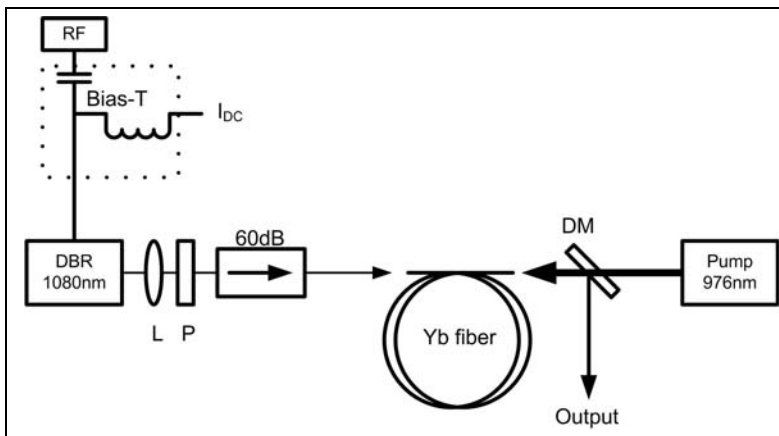 RF
Bias-T
I_DC
60dB
DM
DBR
1080nm
Pump
976nm
L
P
Yb fiber
Output